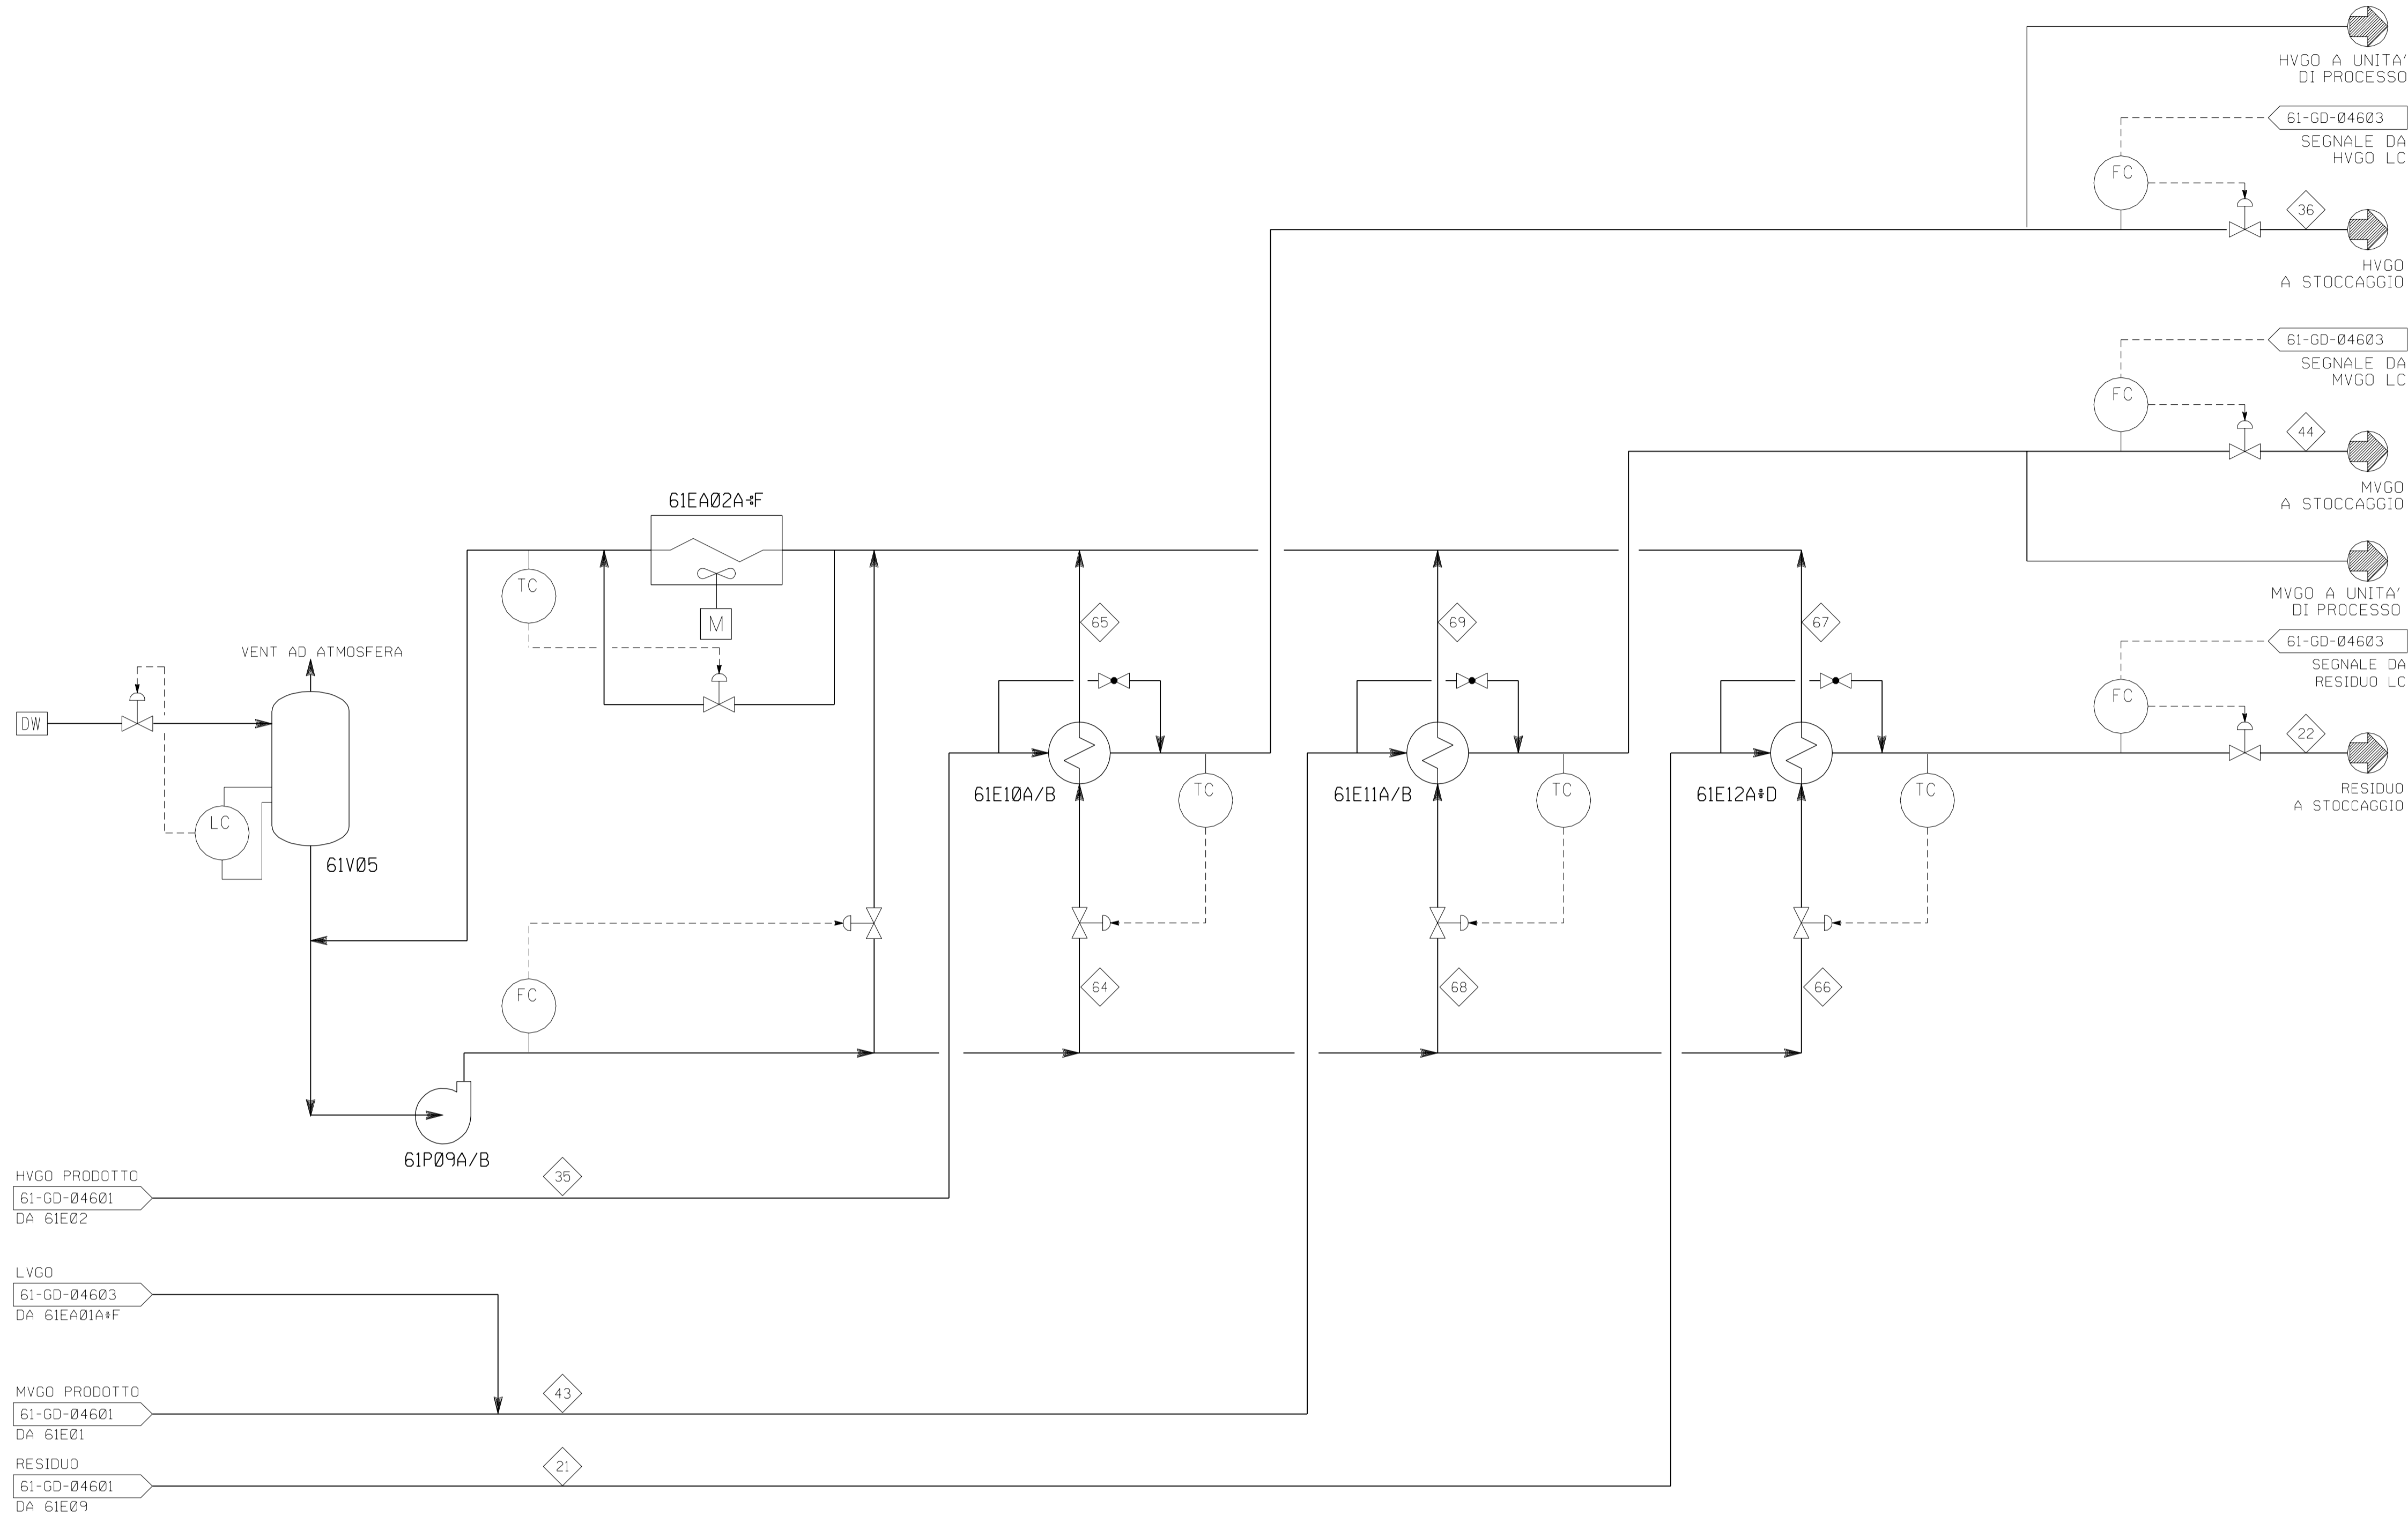 HVGO A UNITA'
DI PROCESSO
61-GD-04603
SEGNALE DA
HVGO LC
FC
36
HVGO
A STOCCAGGIO
61-GD-04603
SEGNALE DA
MVGO LC
FC
44
MVGO
A STOCCAGGIO
61EA02A÷F
TC
M
MVGO A UNITA'
DI PROCESSO
65
69
67
61-GD-04603
SEGNALE DA
RESIDUO LC
VENT AD ATMOSFERA
FC
DW
22
61E10A/B
TC
61E11A/B
TC
61E12A÷D
TC
RESIDUO
A STOCCAGGIO
LC
61V05
FC
64
68
66
61P09A/B
HVGO PRODOTTO
61-GD-04601
DA 61E02
35
LVGO
61-GD-04603
DA 61EA01A÷F
MVGO PRODOTTO
61-GD-04601
DA 61E01
43
RESIDUO
61-GD-04601
DA 61E09
21